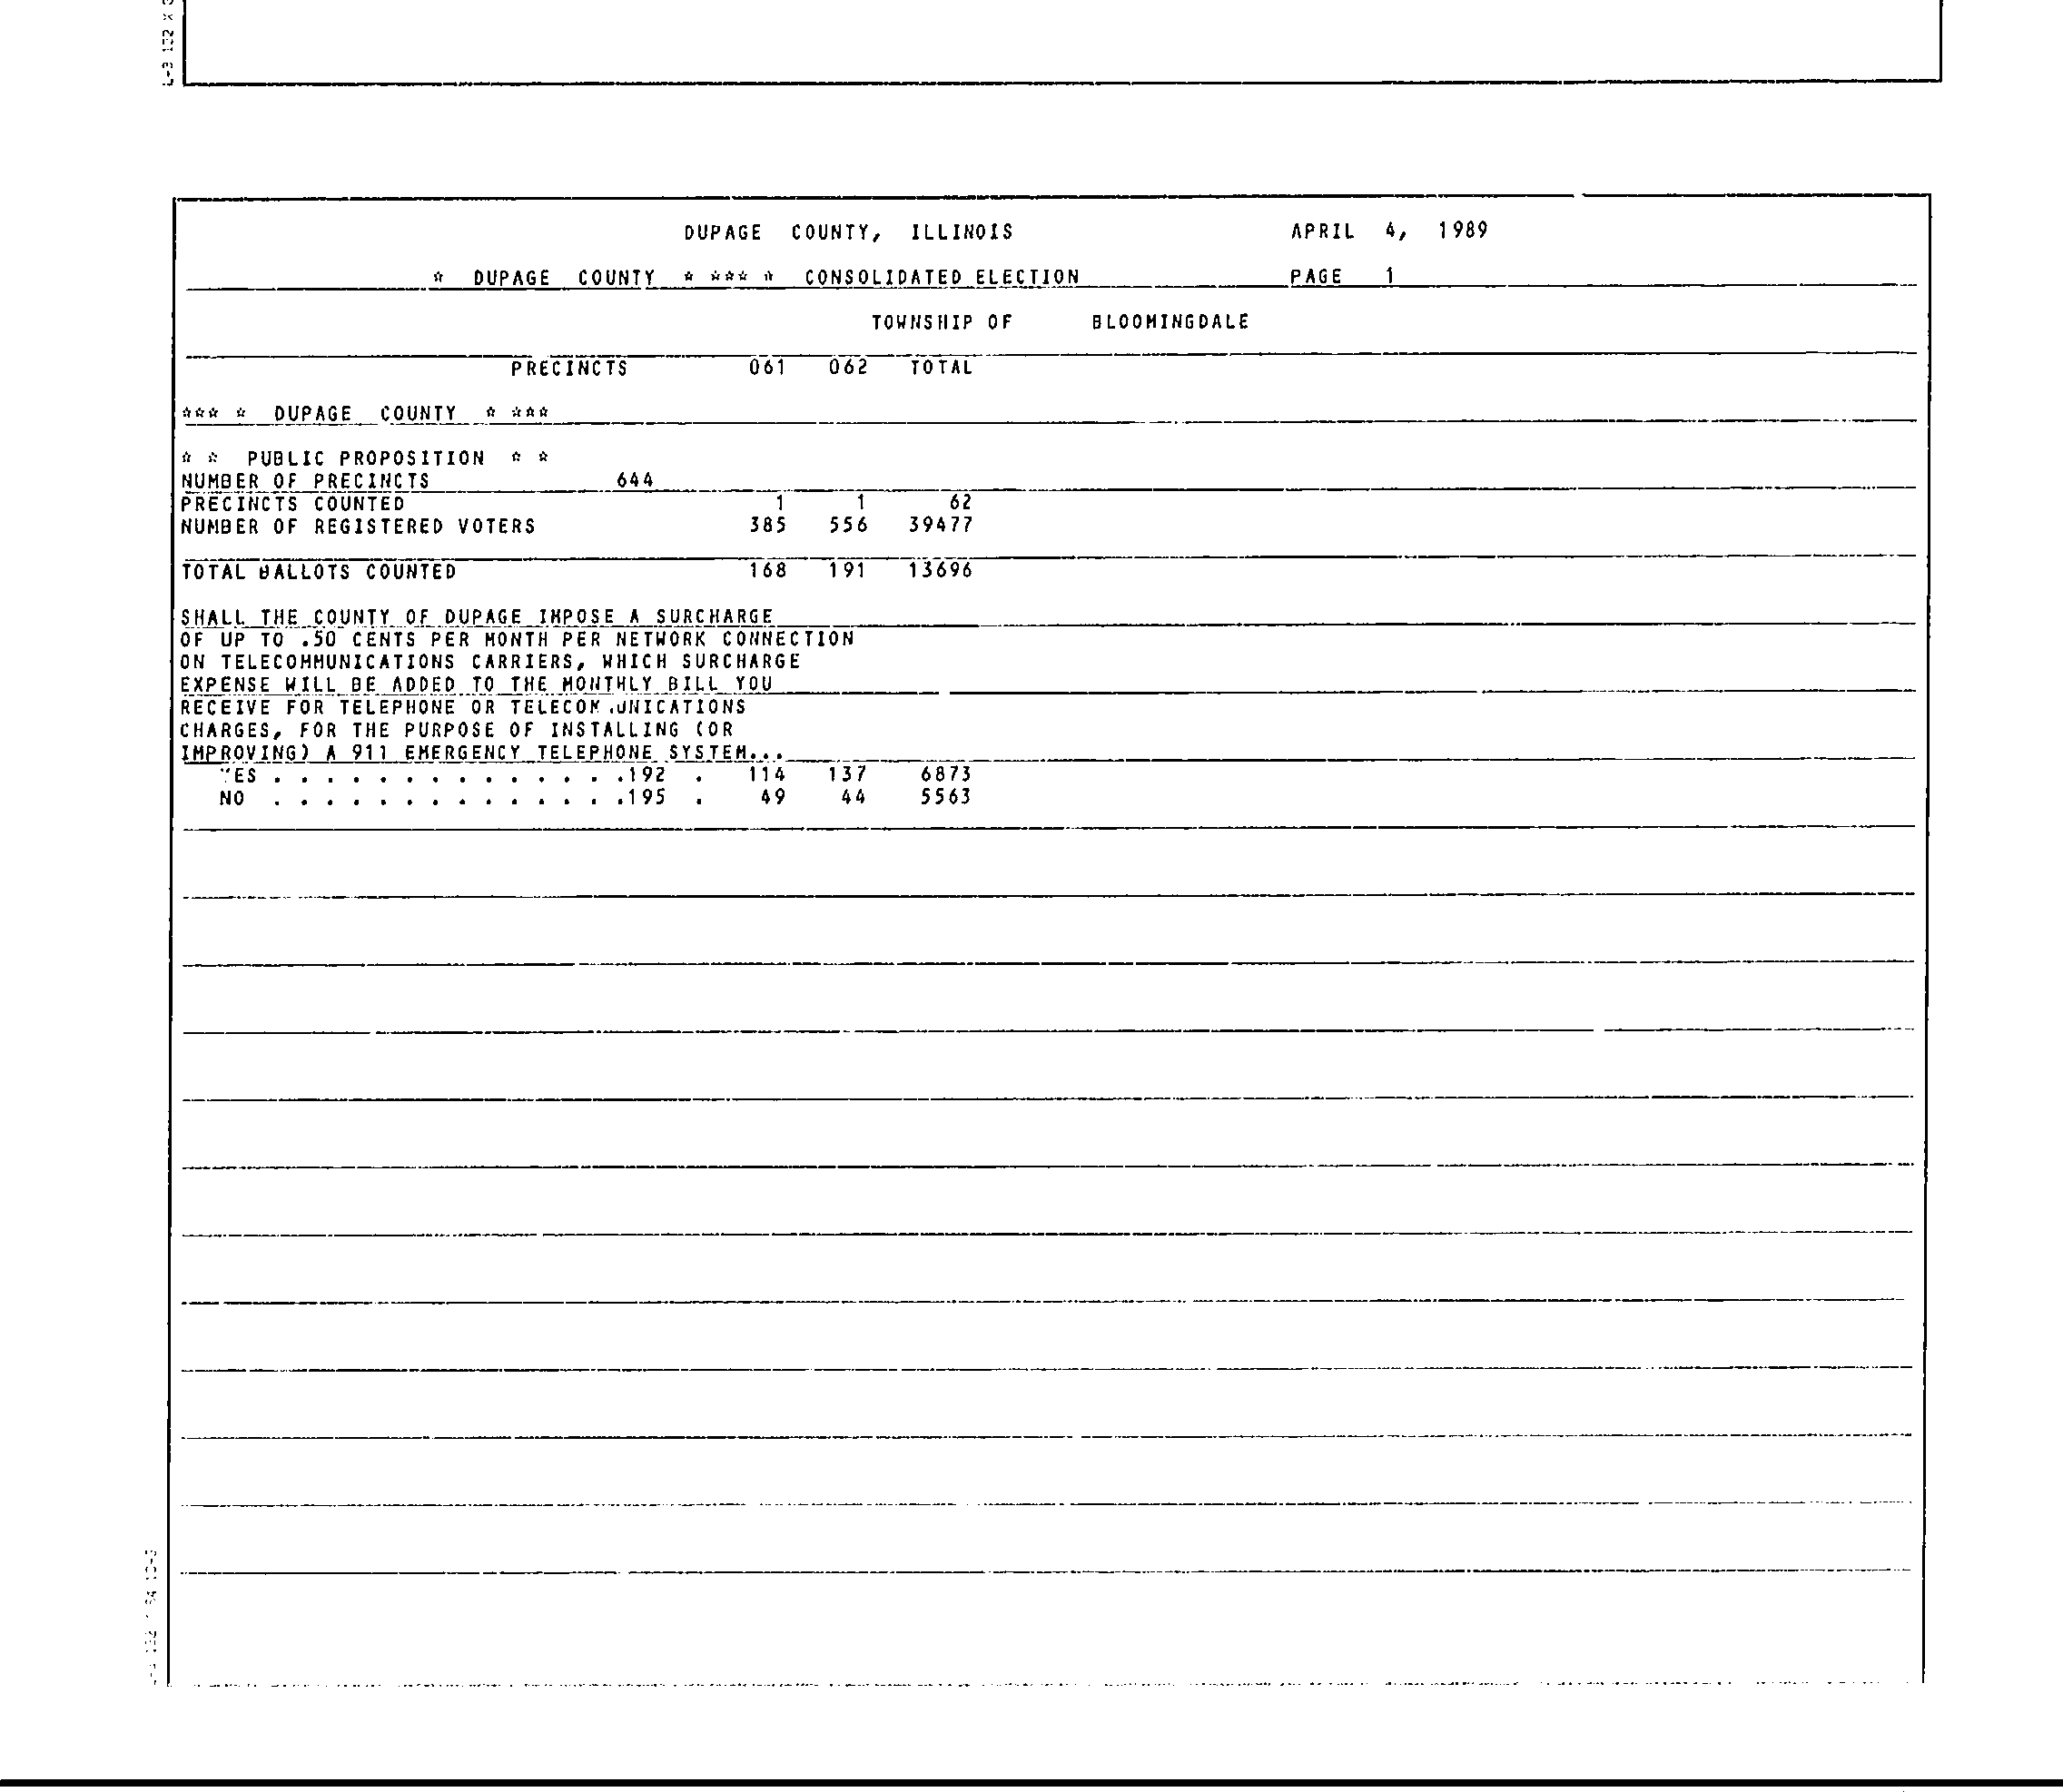 DUPAGE COUNTY, ILLINOIS APRIL 4, 1989
* DUPAGE COUNTY * *** * CONSOLIDATED ELECTION PAGE 1
TOWNSHIP OF BLOOMINGDALE
PRECINCTS 061 062 TOTAL
*** * DUPAGE COUNTY * ***
* * PUBLIC PROPOSITION * *
NUMBER OF PRECINCTS 644
PRECINCTS COUNTED 1 1 62
NUMBER OF REGISTERED VOTERS 385 556 39477
TOTAL BALLOTS COUNTED 168 191 13696
SHALL THE COUNTY OF DUPAGE IMPOSE A SURCHARGE
OF UP TO .50 CENTS PER MONTH PER NETWORK CONNECTION
ON TELECOMMUNICATIONS CARRIERS, WHICH SURCHARGE
EXPENSE WILL BE ADDED TO THE MONTHLY BILL YOU
RECEIVE FOR TELEPHONE OR TELECOMMUNICATIONS
CHARGES, FOR THE PURPOSE OF INSTALLING (OR
IMPROVING) A 911 EMERGENCY TELEPHONE SYSTEM...
YES . . . . . . . . . . . . . .192 . 114 137 6873
NO . . . . . . . . . . . . . .195 . 49 44 5563